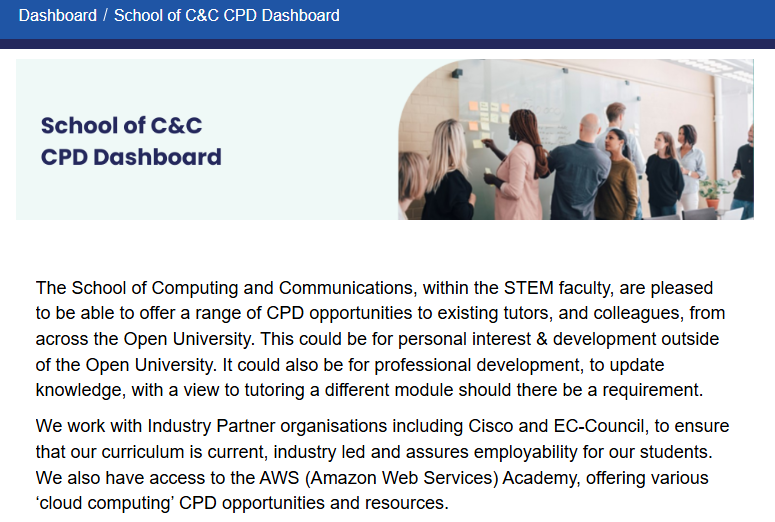 Dashboard / School of C&C CPD Dashboard
School of C&C
CPD Dashboard
The School of Computing and Communications, within the STEM faculty, are pleased
to be able to offer a range of CPD opportunities to existing tutors, and colleagues, from
across the Open University. This could be for personal interest & development outside
of the Open University. It could also be for professional development, to update
knowledge, with a view to tutoring a different module should there be a requirement.
We work with Industry Partner organisations including Cisco and EC-Council, to ensure
that our curriculum is current, industry led and assures employability for our students.
We also have access to the AWS (Amazon Web Services) Academy, offering various
‘cloud computing’ CPD opportunities and resources.